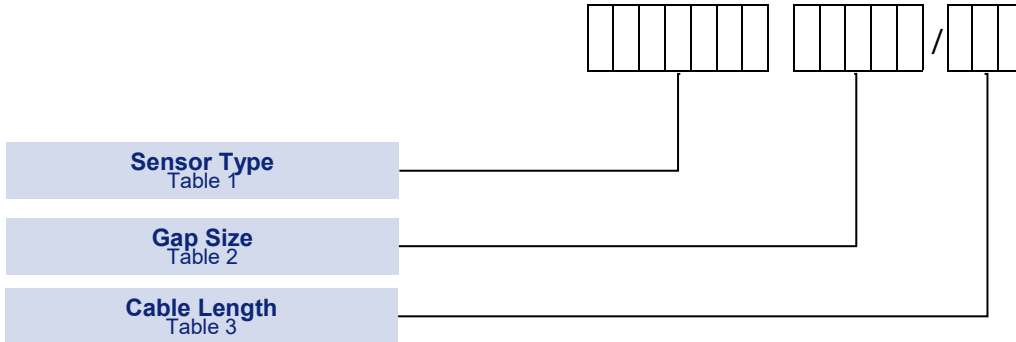 /
Sensor Type
Table 1
Gap Size
Table 2
Cable Length
Table 3